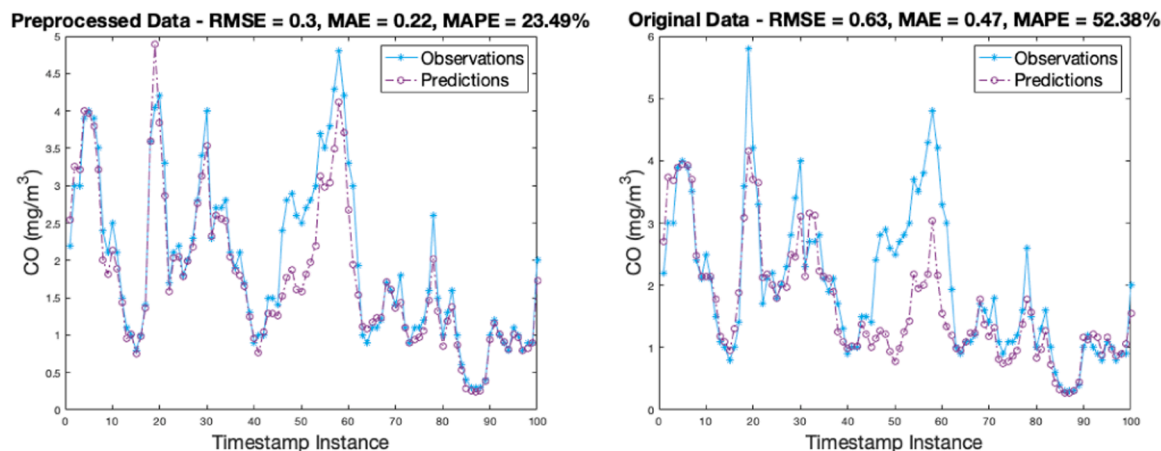 Preprocessed Data - RMSE = 0.3, MAE = 0.22, MAPE = 23.49%
5
4.5
4
3.5
3
2.5
2
1.5
1
0.5
0
CO (mg/m³)
Observations
Predictions
0 10 20 30 40 50 60 70 80 90 100
Timestamp Instance
Original Data - RMSE = 0.63, MAE = 0.47, MAPE = 52.38%
6
5
4
3
2
1
0
CO (mg/m³)
Observations
Predictions
0 10 20 30 40 50 60 70 80 90 100
Timestamp Instance